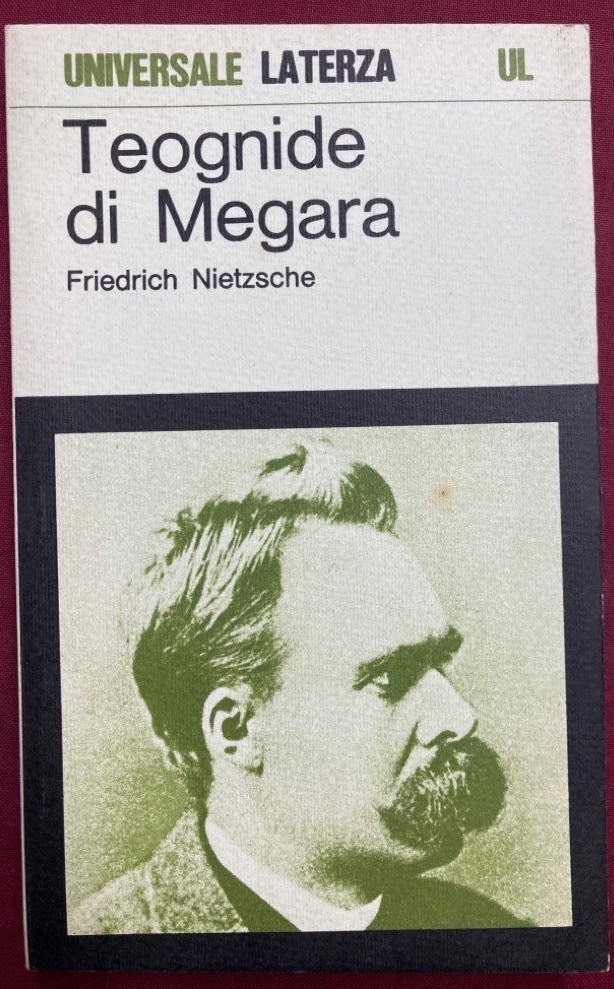 UNIVERSALE LATERZA UL
Teognide
di Megara
Friedrich Nietzsche